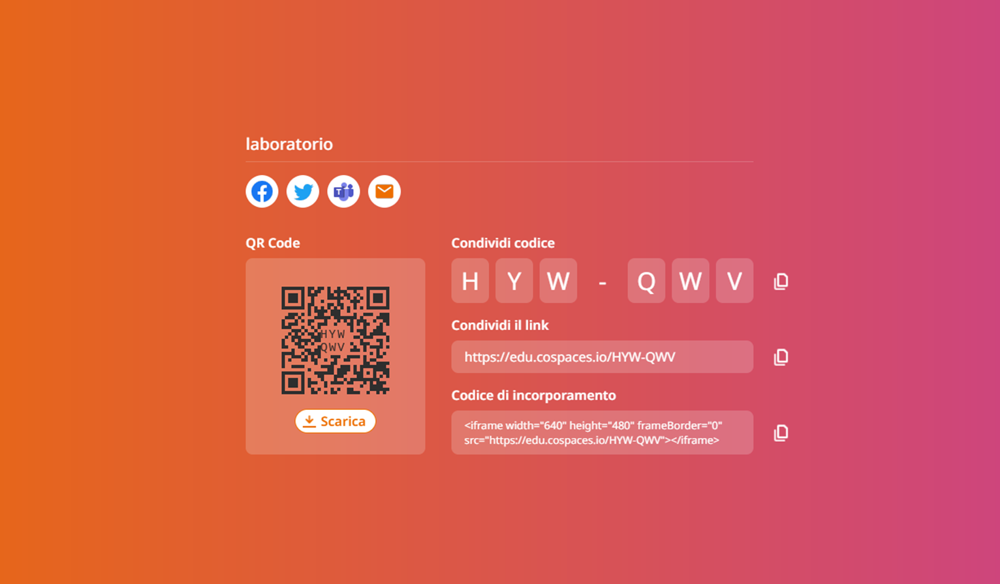 laboratorio
QR Code
HYW
QWV
Scarica
Condividi codice
H Y W - Q W V
Condividi il link
https://edu.cospaces.io/HYW-QWV
Codice di incorporamento
<iframe width="640" height="480" frameBorder="0"
src="https://edu.cospaces.io/HYW-QWV"></iframe>